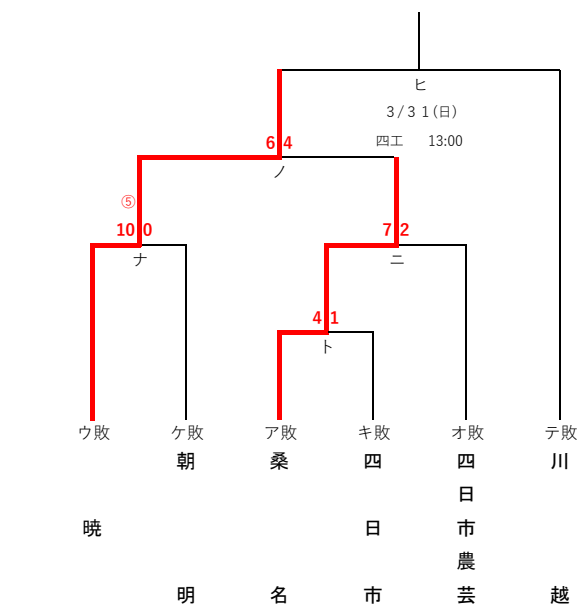 ヒ
3/31(日)
四工 13:00
6 4
ノ
⑤
10 0
7 2
ナ
ニ
4 1
ト
ウ敗 ケ敗 ア敗 キ敗 オ敗 テ敗
暁
朝明
桑名
四日市
四日市農芸
川越